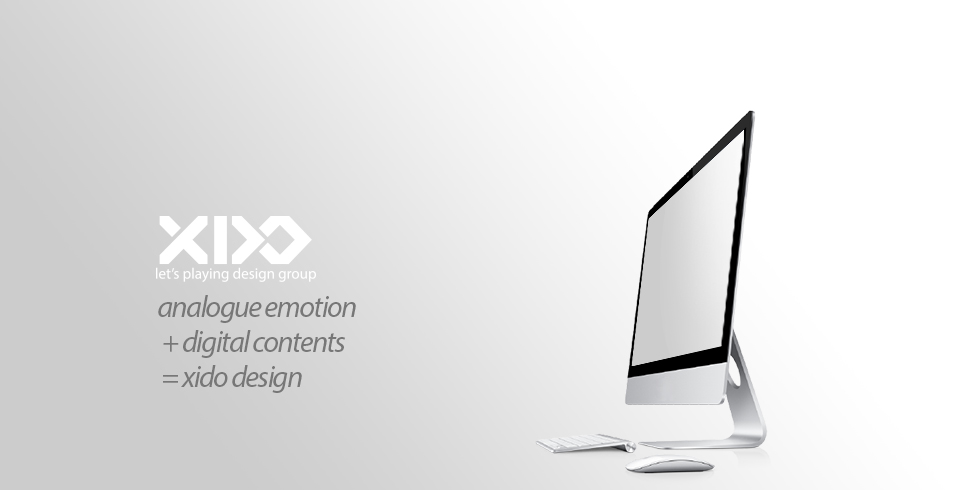 XIDO
let's playing design group
analogue emotion
+ digital contents
= xido design